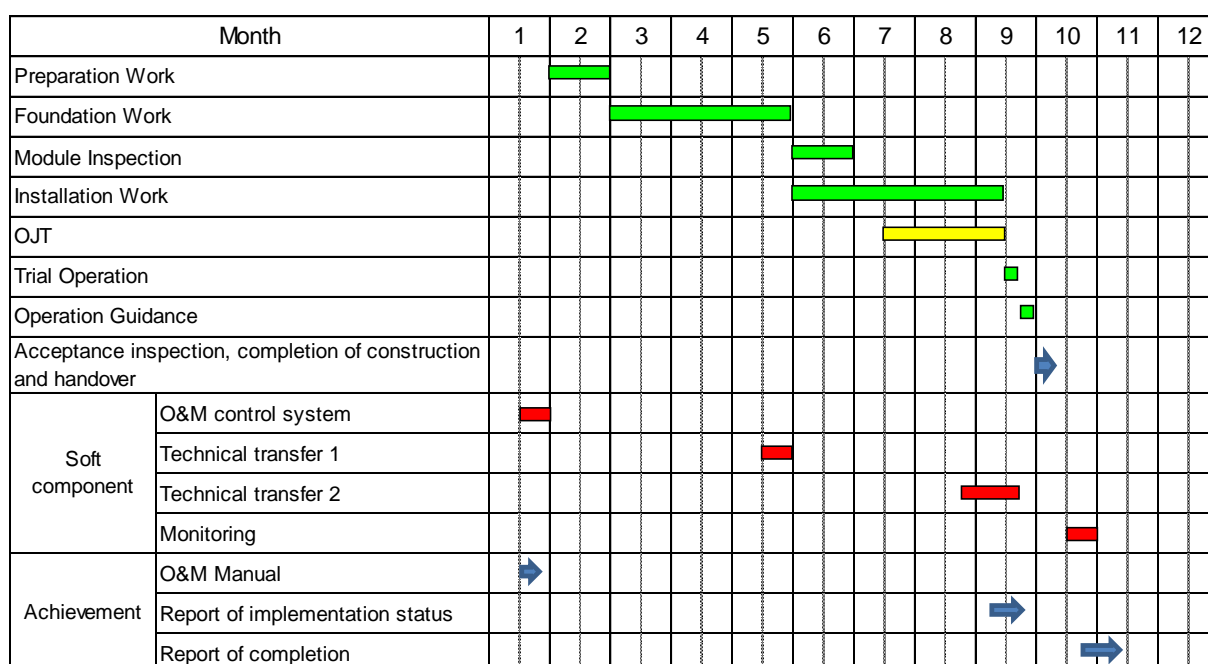 Month 1 2 3 4 5 6 7 8 9 10 11 12
Preparation Work
Foundation Work
Module Inspection
Installation Work
OJT
Trial Operation
Operation Guidance
Acceptance inspection, completion of construction
and handover
Soft
component
O&M control system
Technical transfer 1
Technical transfer 2
Monitoring
Achievement
O&M Manual
Report of implementation status
Report of completion